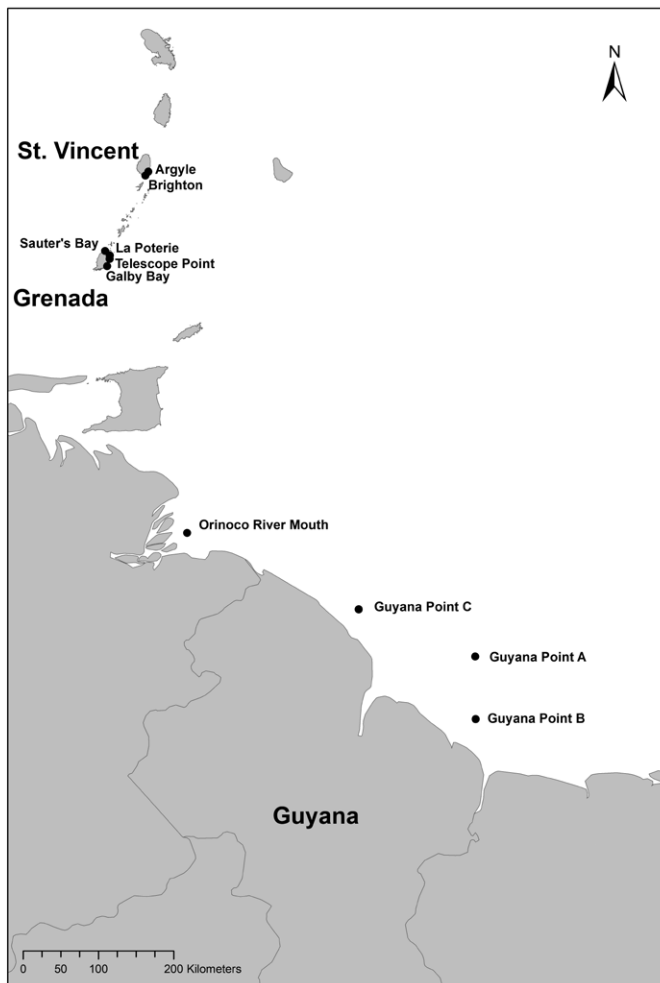 N
St. Vincent
Argyle
Brighton
Sauter's Bay
La Poterie
Telescope Point
Galby Bay
Grenada
Orinoco River Mouth
Guyana Point C
Guyana Point A
Guyana Point B
Guyana
0 50 100 200 Kilometers